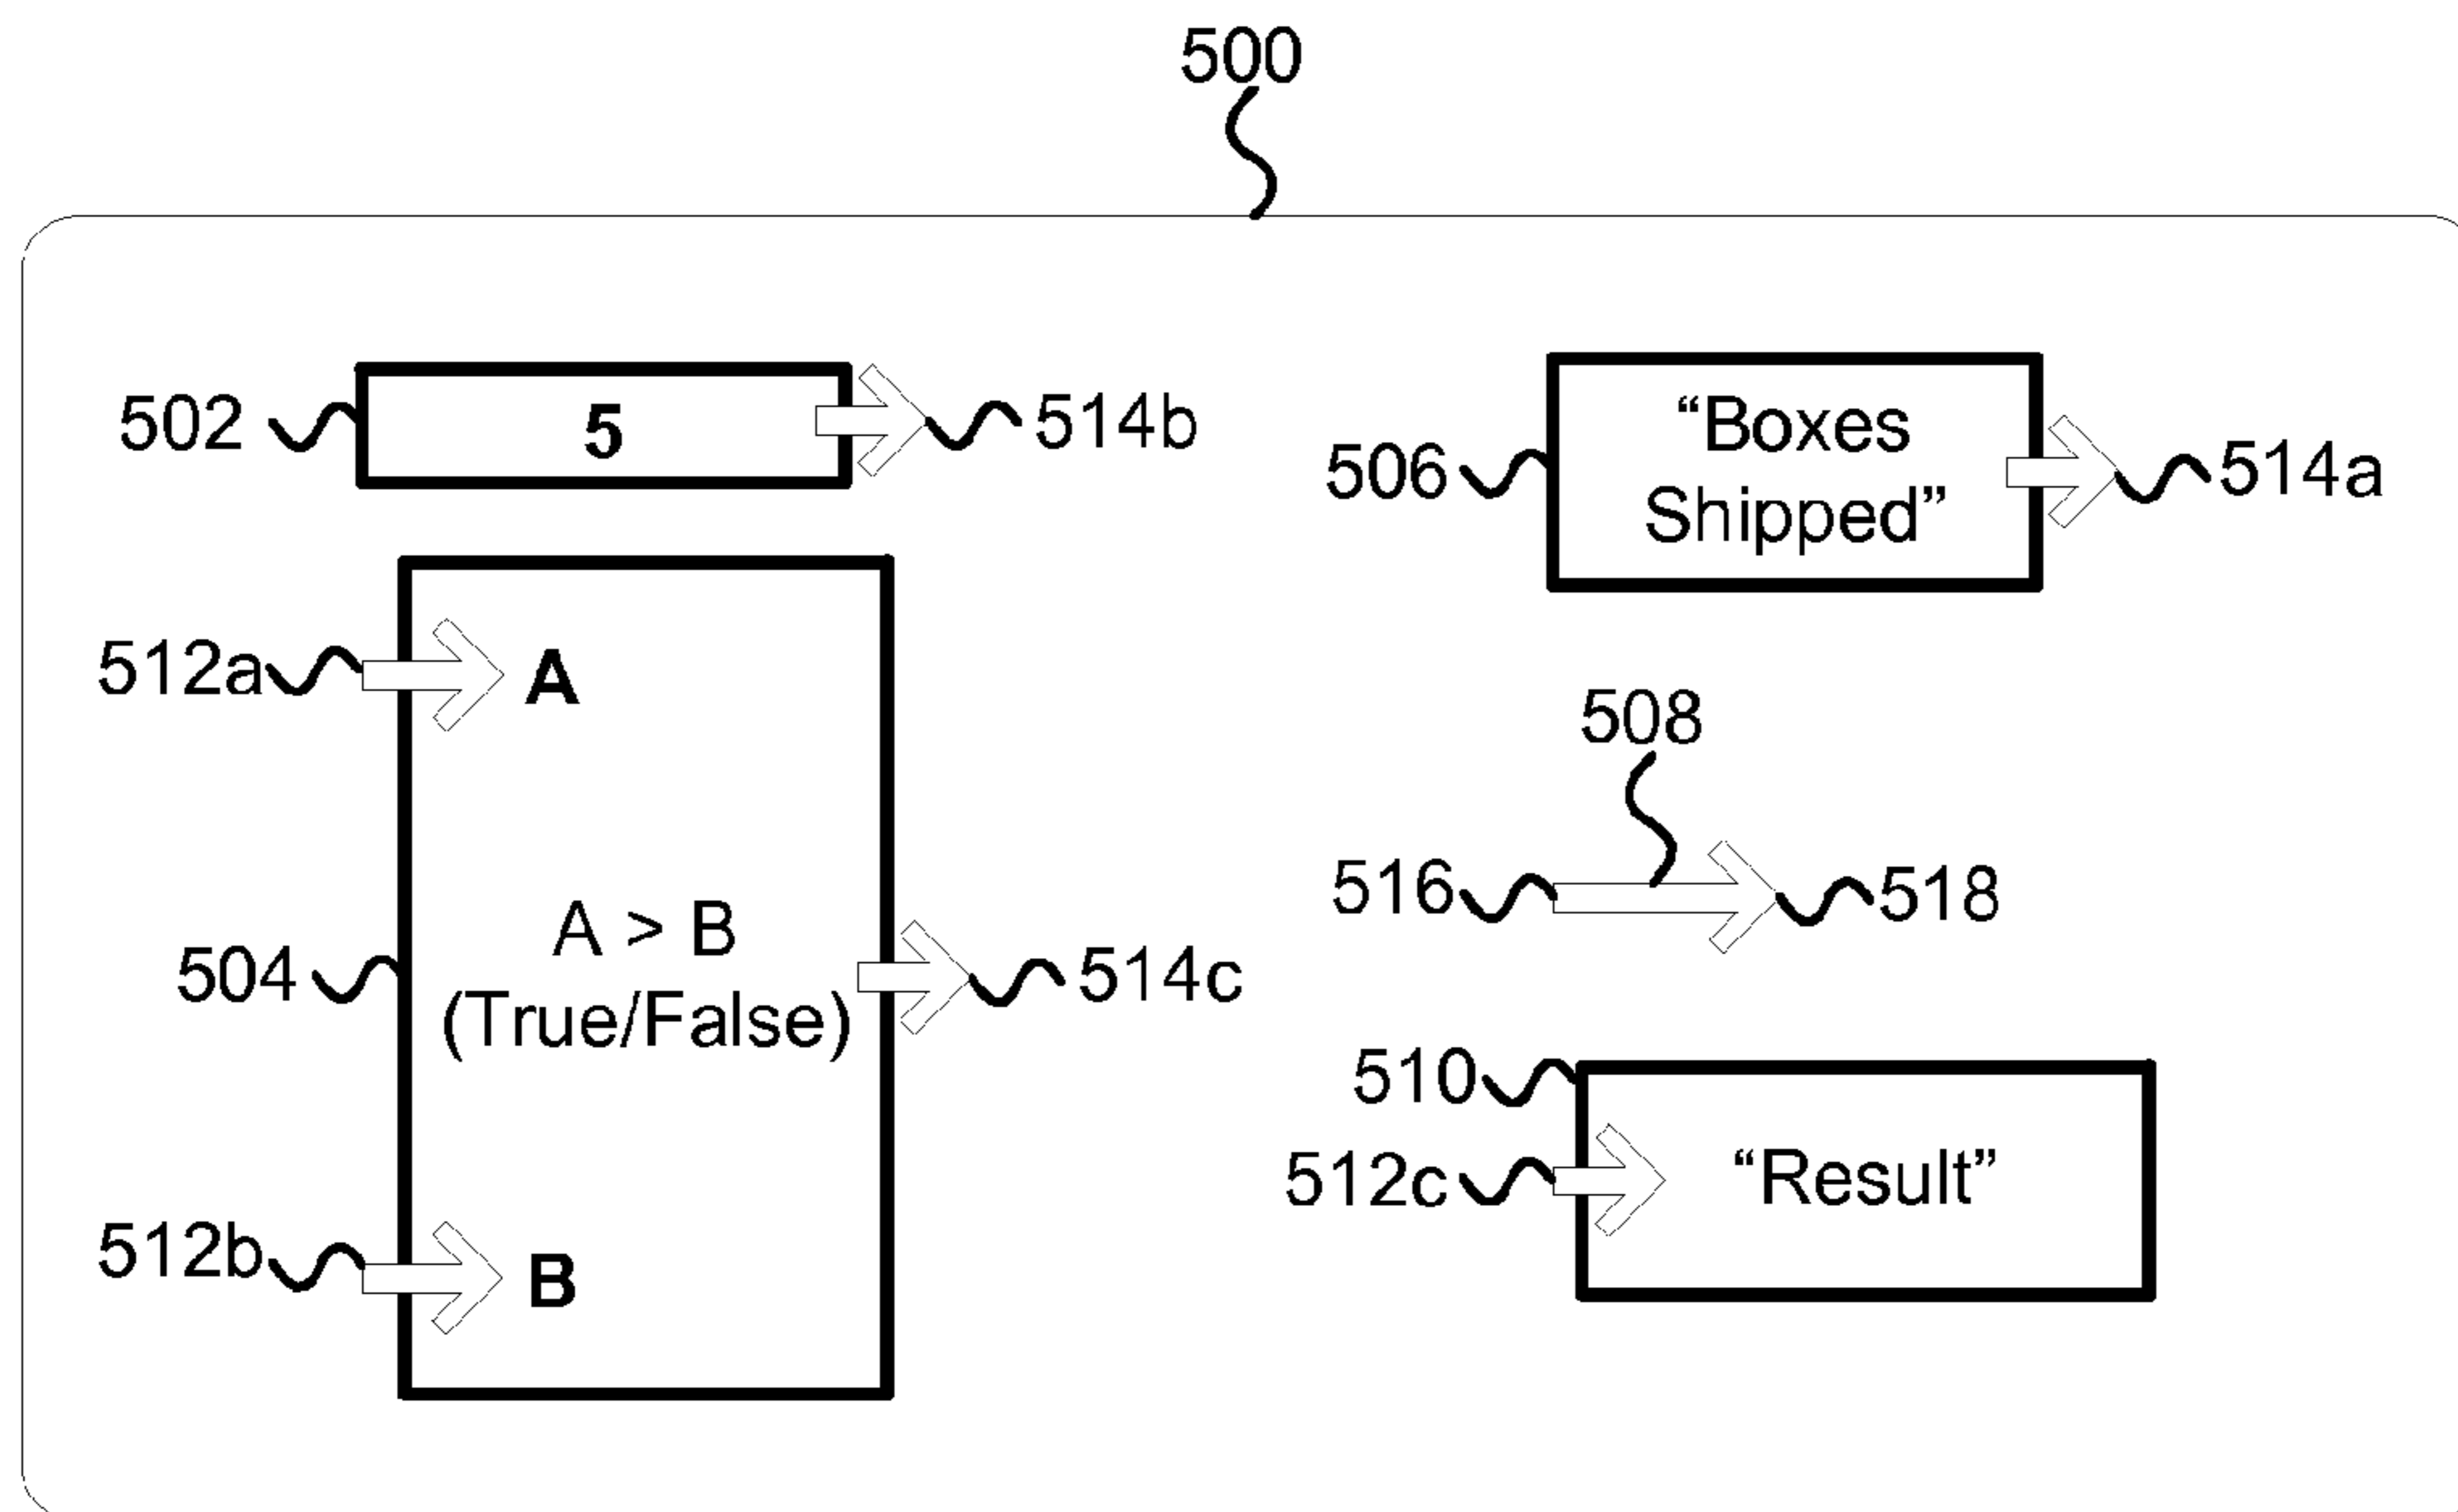 500
502
5
514b
506
“Boxes
Shipped”
514a
512a
A
508
516
518
504
A > B
(True/False)
514c
510
512c
“Result”
512b
B